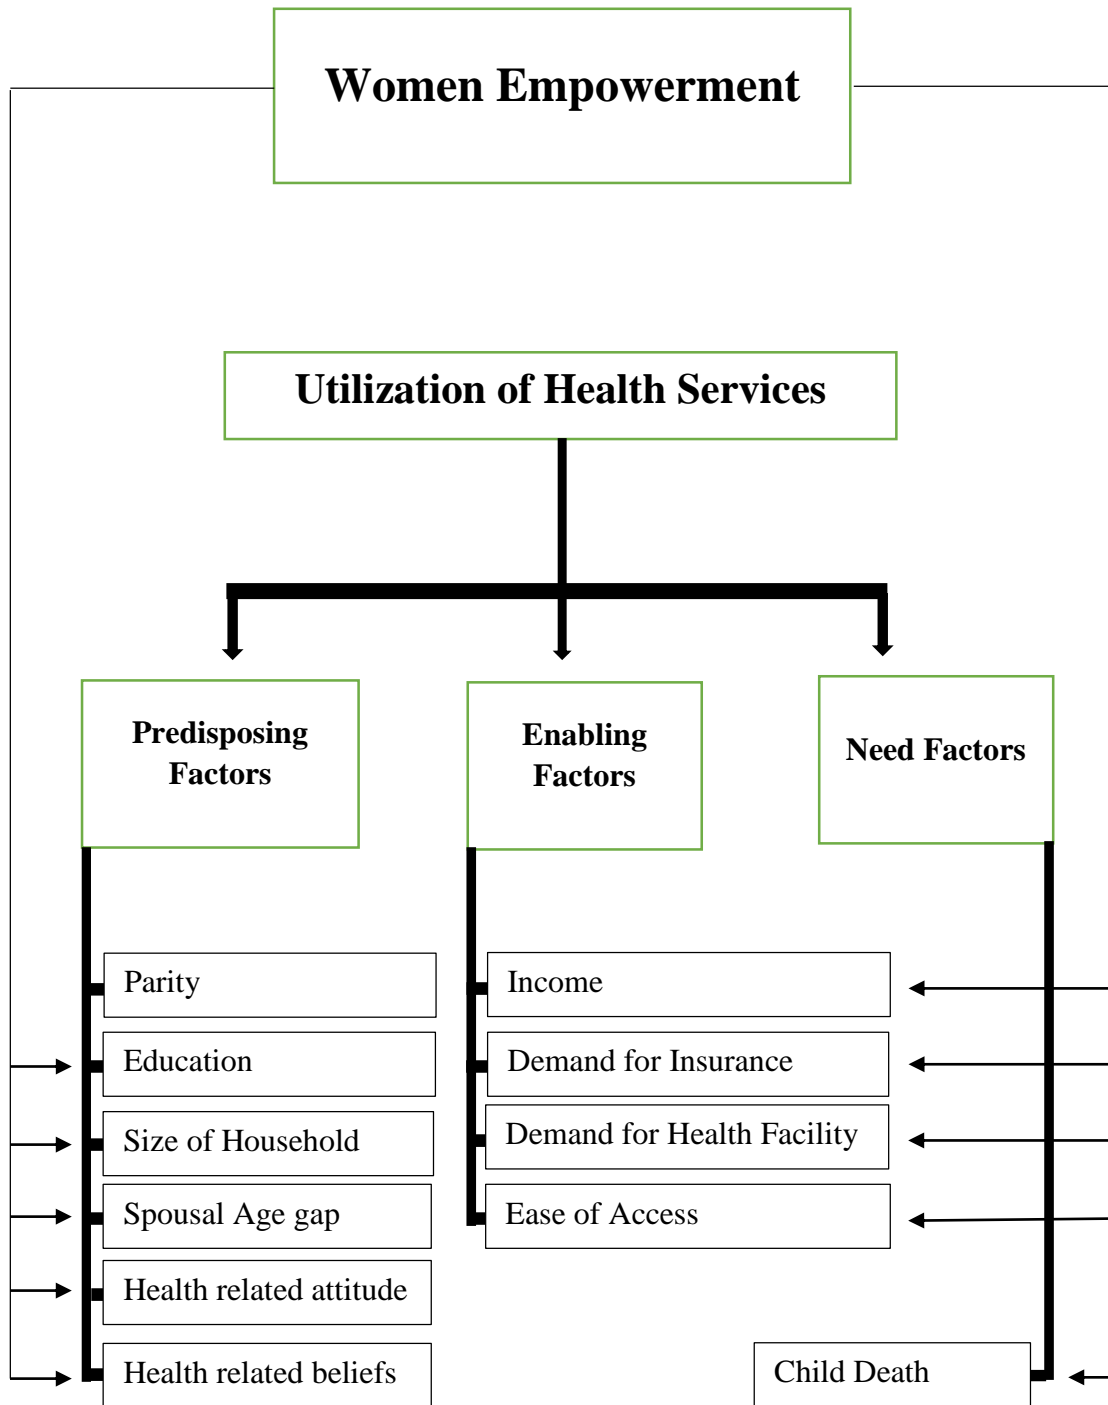 Women Empowerment
Utilization of Health Services
Predisposing
Factors
Enabling
Factors
Need Factors
Parity
Education
Size of Household
Spousal Age gap
Health related attitude
Health related beliefs
Income
Demand for Insurance
Demand for Health Facility
Ease of Access
Child Death